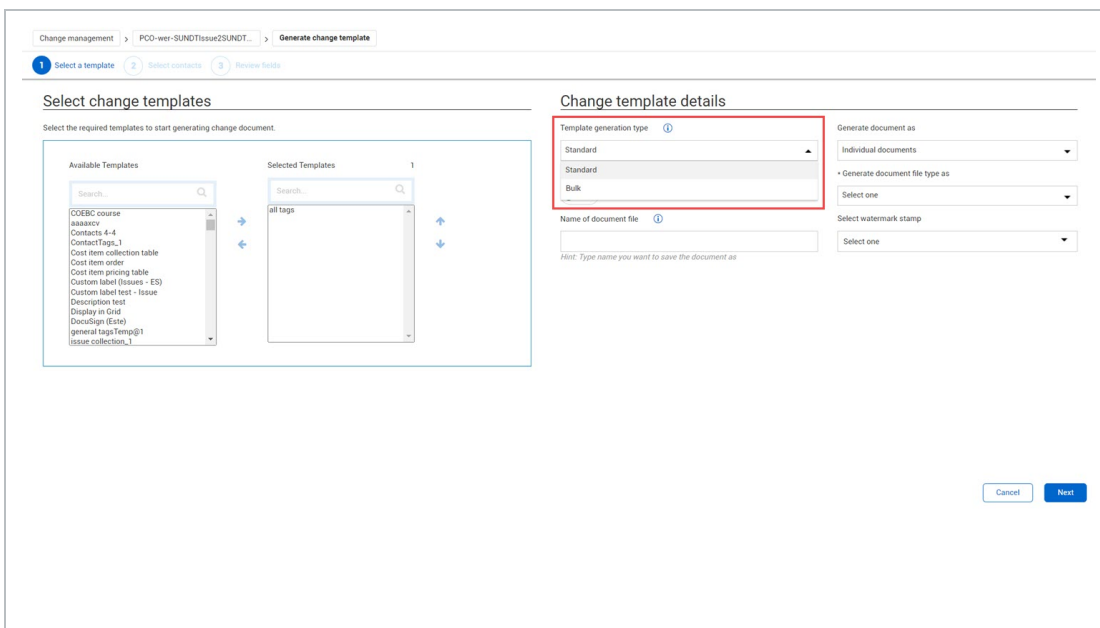 Change management > PCO-wer-SUNDTIssue2SUNDT... > Generate change template
1 Select a template 2 Select contacts 3 Review fields
Select change templates
Select the required templates to start generating change document.
Available Templates
Search...
COEBC course
aaaaxcv
Contacts 4-4
ContactTags_1
Cost item collection table
Cost item order
Cost item pricing table
Custom label (Issues - ES)
Custom label test - Issue
Description test
Display in Grid
DocuSign (Este)
general tagsTemp@1
issue collection_1
Selected Templates 1
Search...
all tags
Change template details
Template generation type
Standard
Standard
Bulk
Name of document file
Hint: Type name you want to save the document as
Generate document as
Individual documents
* Generate document file type as
Select one
Select watermark stamp
Select one
Cancel
Next